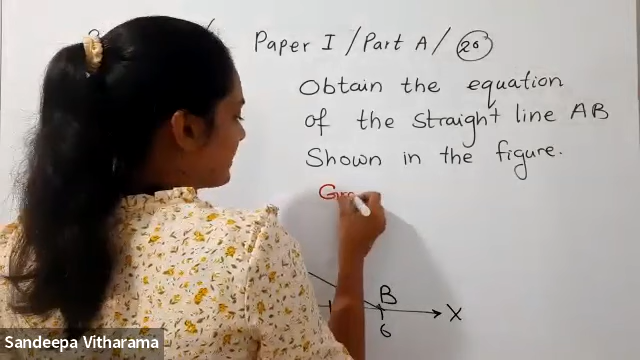 Paper I / Part A / 20
Obtain the equation
of the straight line AB
Shown in the figure.
B
X
6
Sandeepa Vitharama